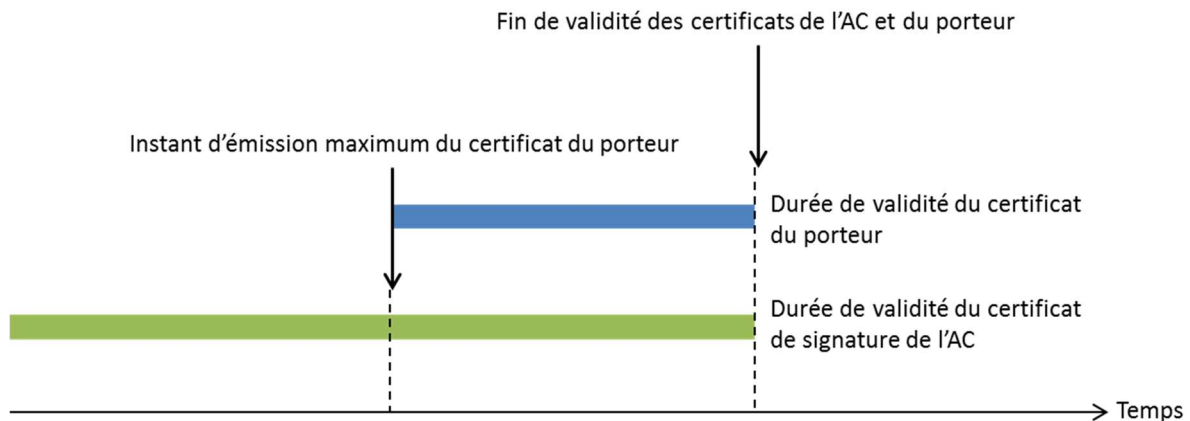 Fin de validité des certificats de l'AC et du porteur
Instant d'émission maximum du certificat du porteur
Durée de validité du certificat
du porteur
Durée de validité du certificat
de signature de l'AC
Temps